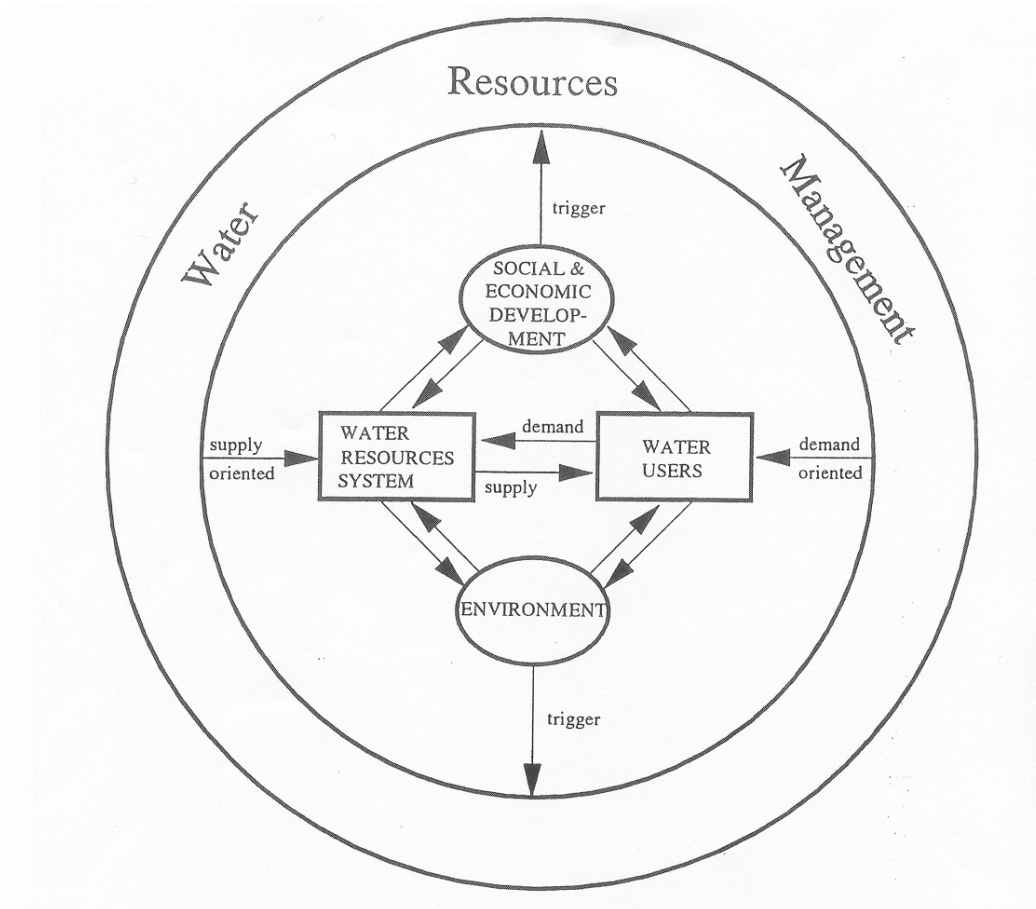 Water
Resources
Management
trigger
SOCIAL &
ECONOMIC
DEVELOP-
MENT
supply
oriented
WATER
RESOURCES
SYSTEM
demand
supply
WATER
USERS
demand
oriented
ENVIRONMENT
trigger